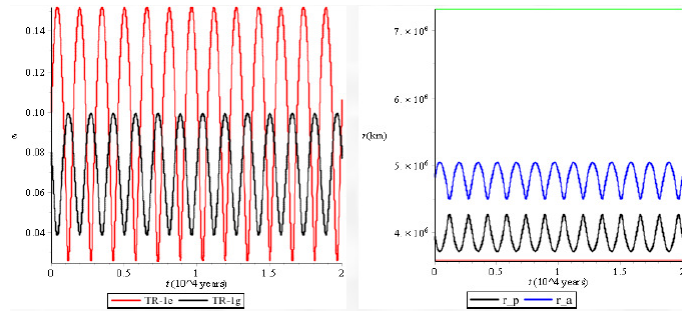 0.14
0.12
0.10
e
0.08
0.06
0.04
0 0.5 1 1.5 2
t (10^4 years)
TR-1e TR-1g
7. × 10⁶
6. × 10⁶
r(km)
5. × 10⁶
4. × 10⁶
0 0.5 1 1.5 2
t (10^4 years)
r_p r_a